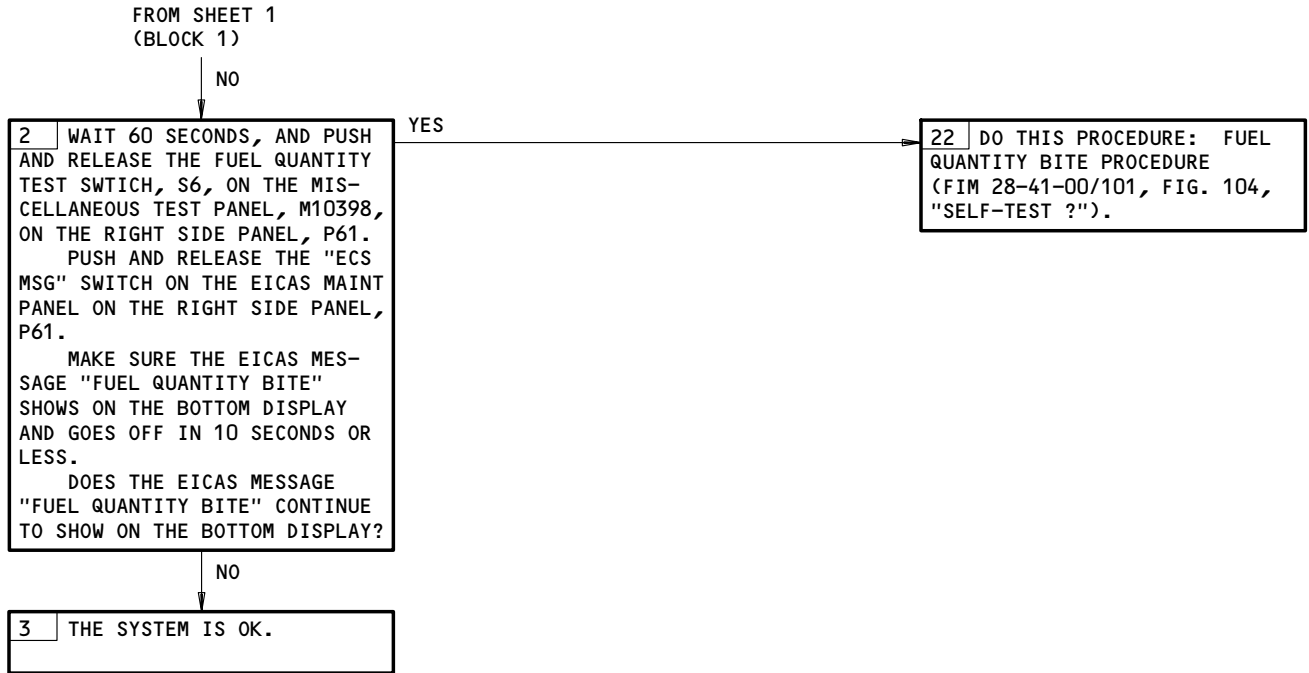 FROM SHEET 1
(BLOCK 1)
NO
2 WAIT 60 SECONDS, AND PUSH
AND RELEASE THE FUEL QUANTITY
TEST SWTICH, S6, ON THE MIS-
CELLANEOUS TEST PANEL, M10398,
ON THE RIGHT SIDE PANEL, P61.
PUSH AND RELEASE THE "ECS
MSG" SWITCH ON THE EICAS MAINT
PANEL ON THE RIGHT SIDE PANEL,
P61.
MAKE SURE THE EICAS MES-
SAGE "FUEL QUANTITY BITE"
SHOWS ON THE BOTTOM DISPLAY
AND GOES OFF IN 10 SECONDS OR
LESS.
DOES THE EICAS MESSAGE
"FUEL QUANTITY BITE" CONTINUE
TO SHOW ON THE BOTTOM DISPLAY?
YES
22 DO THIS PROCEDURE: FUEL
QUANTITY BITE PROCEDURE
(FIM 28-41-00/101, FIG. 104,
"SELF-TEST ?").
NO
3 THE SYSTEM IS OK.